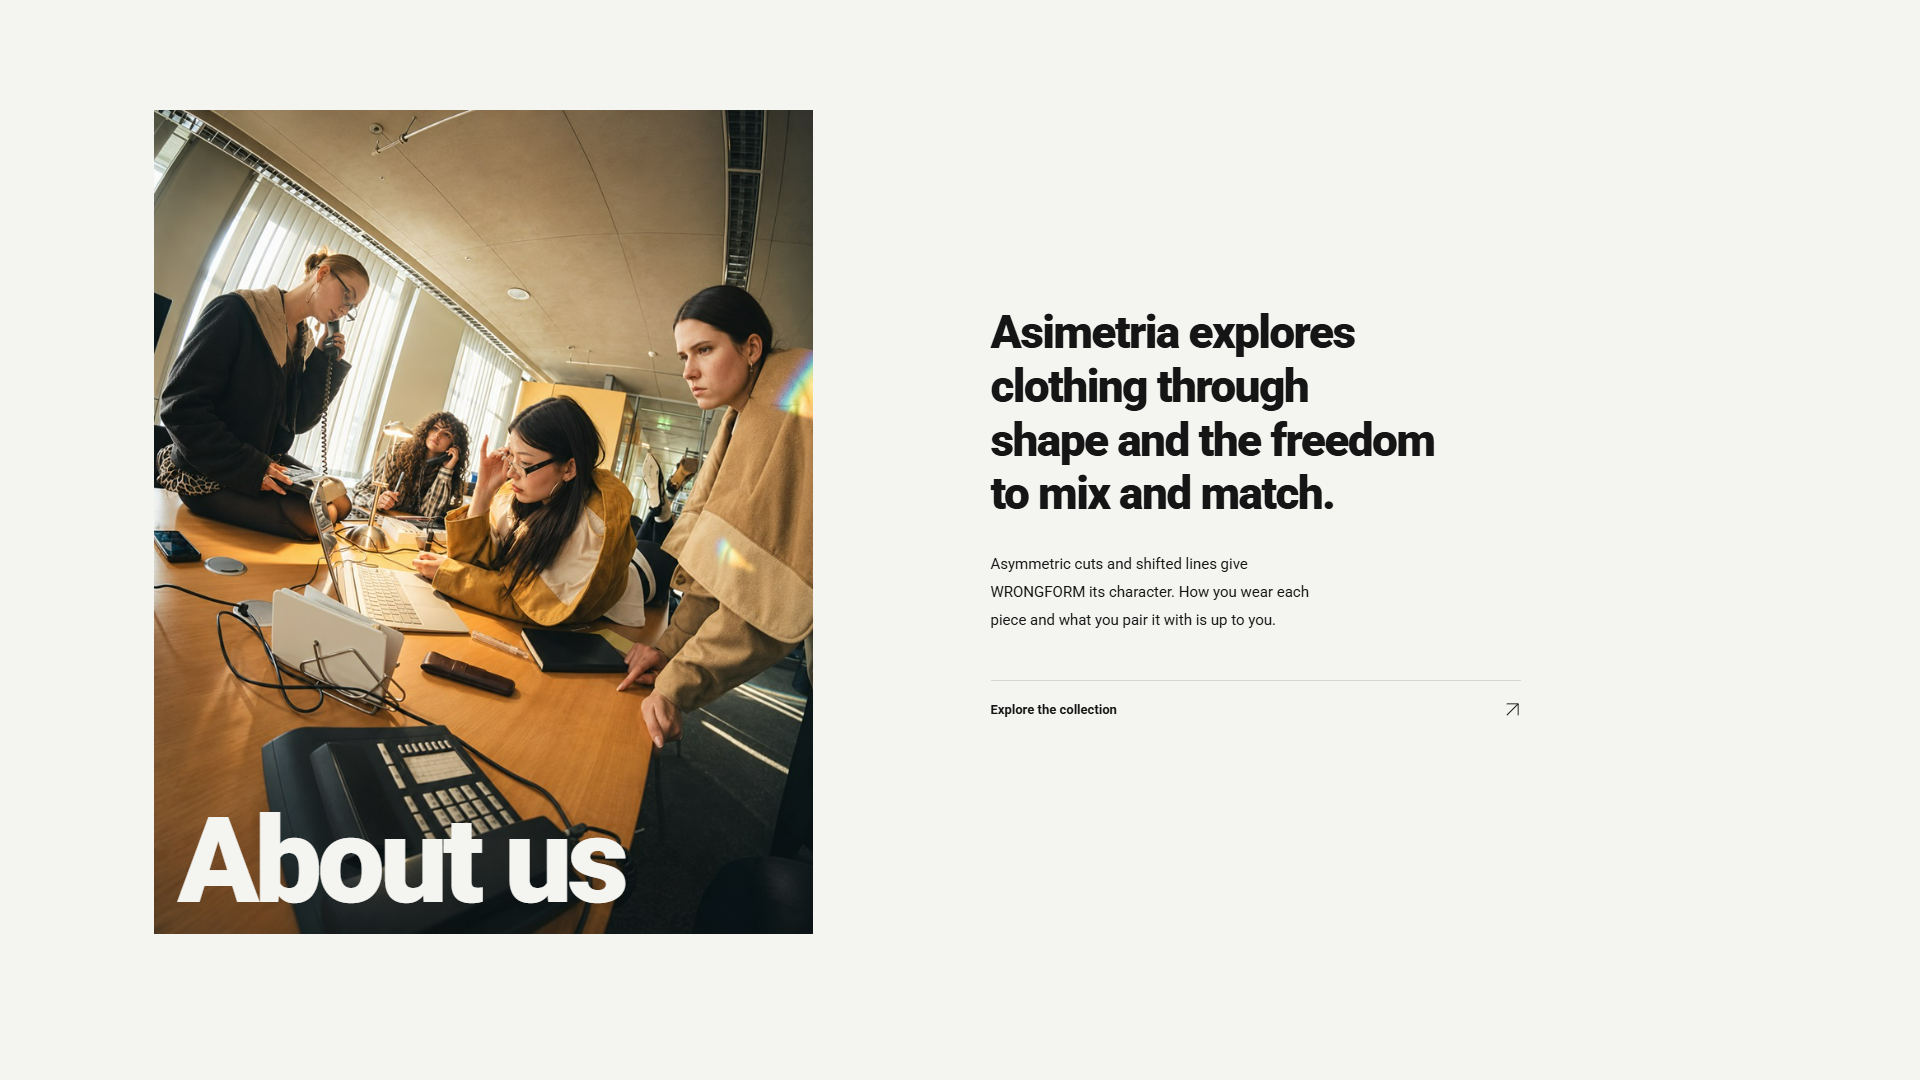 About us
Asimetria explores
clothing through
shape and the freedom
to mix and match.
Asymmetric cuts and shifted lines give
WRONGFORM its character. How you wear each
piece and what you pair it with is up to you.
Explore the collection